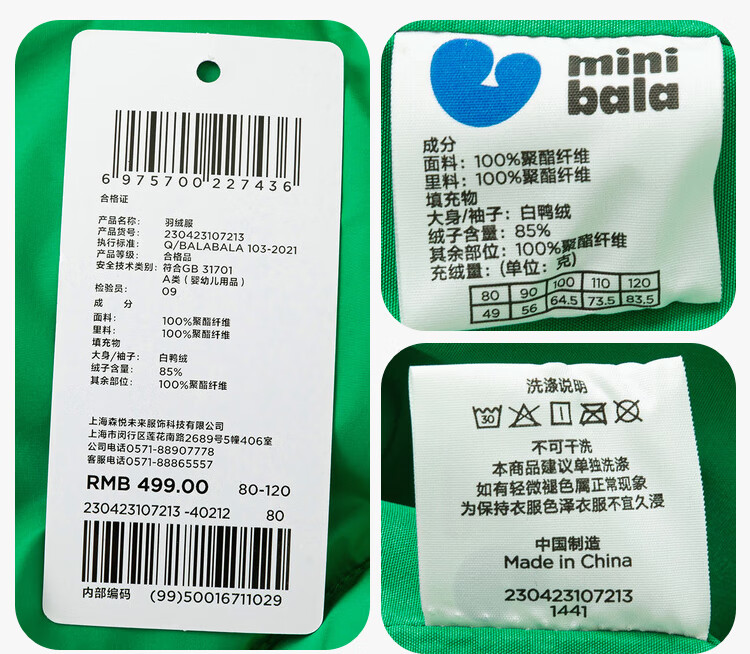 6 975700 227436
合格证
产品名称: 羽绒服
产品货号: 230423107213
执行标准: Q/BALABALA 103-2021
产品等级: 合格品
安全技术类别: 符合GB 31701
A类(婴幼儿用品)
检验员: 09
成 分
面料: 100%聚酯纤维
里料: 100%聚酯纤维
填充物
大身/袖子: 白鸭绒
绒子含量: 85%
其余部位: 100%聚酯纤维
上海森悦未来服饰科技有限公司
上海市闵行区莲花南路2689号5幢406室
公司电话0571-88907778
客服电话0571-88865557
RMB 499.00 80-120
230423107213 -40212 80
内部编码 (99)50016711029
mini
bala
成分
面料: 100%聚酯纤维
里料: 100%聚酯纤维
填充物
大身/袖子: 白鸭绒
绒子含量: 85%
其余部位: 100%聚酯纤维
充绒量: (单位: 克)
80 90 100 110 120
49 56 64.5 73.5 83.5
洗涤说明
30
不可干洗
本商品建议单独洗涤
如有轻微褪色属正常现象
为保持衣服色泽衣服不宜久浸
中国制造
Made in China
230423107213
1441